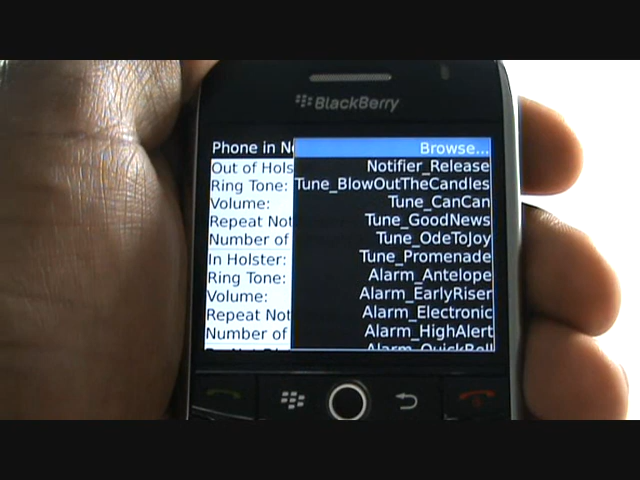 BlackBerry
Phone in N
Browse...
Out of Hols
Notifier_Release
Ring Tone:
Tune_BlowOutTheCandles
Volume:
Tune_CanCan
Repeat Not
Tune_GoodNews
Number of
Tune_OdeToJoy
In Holster:
Tune_Promenade
Ring Tone:
Alarm_Antelope
Volume:
Alarm_EarlyRiser
Repeat Not
Alarm_Electronic
Number of
Alarm_HighAlert
Alarm_QuickBell